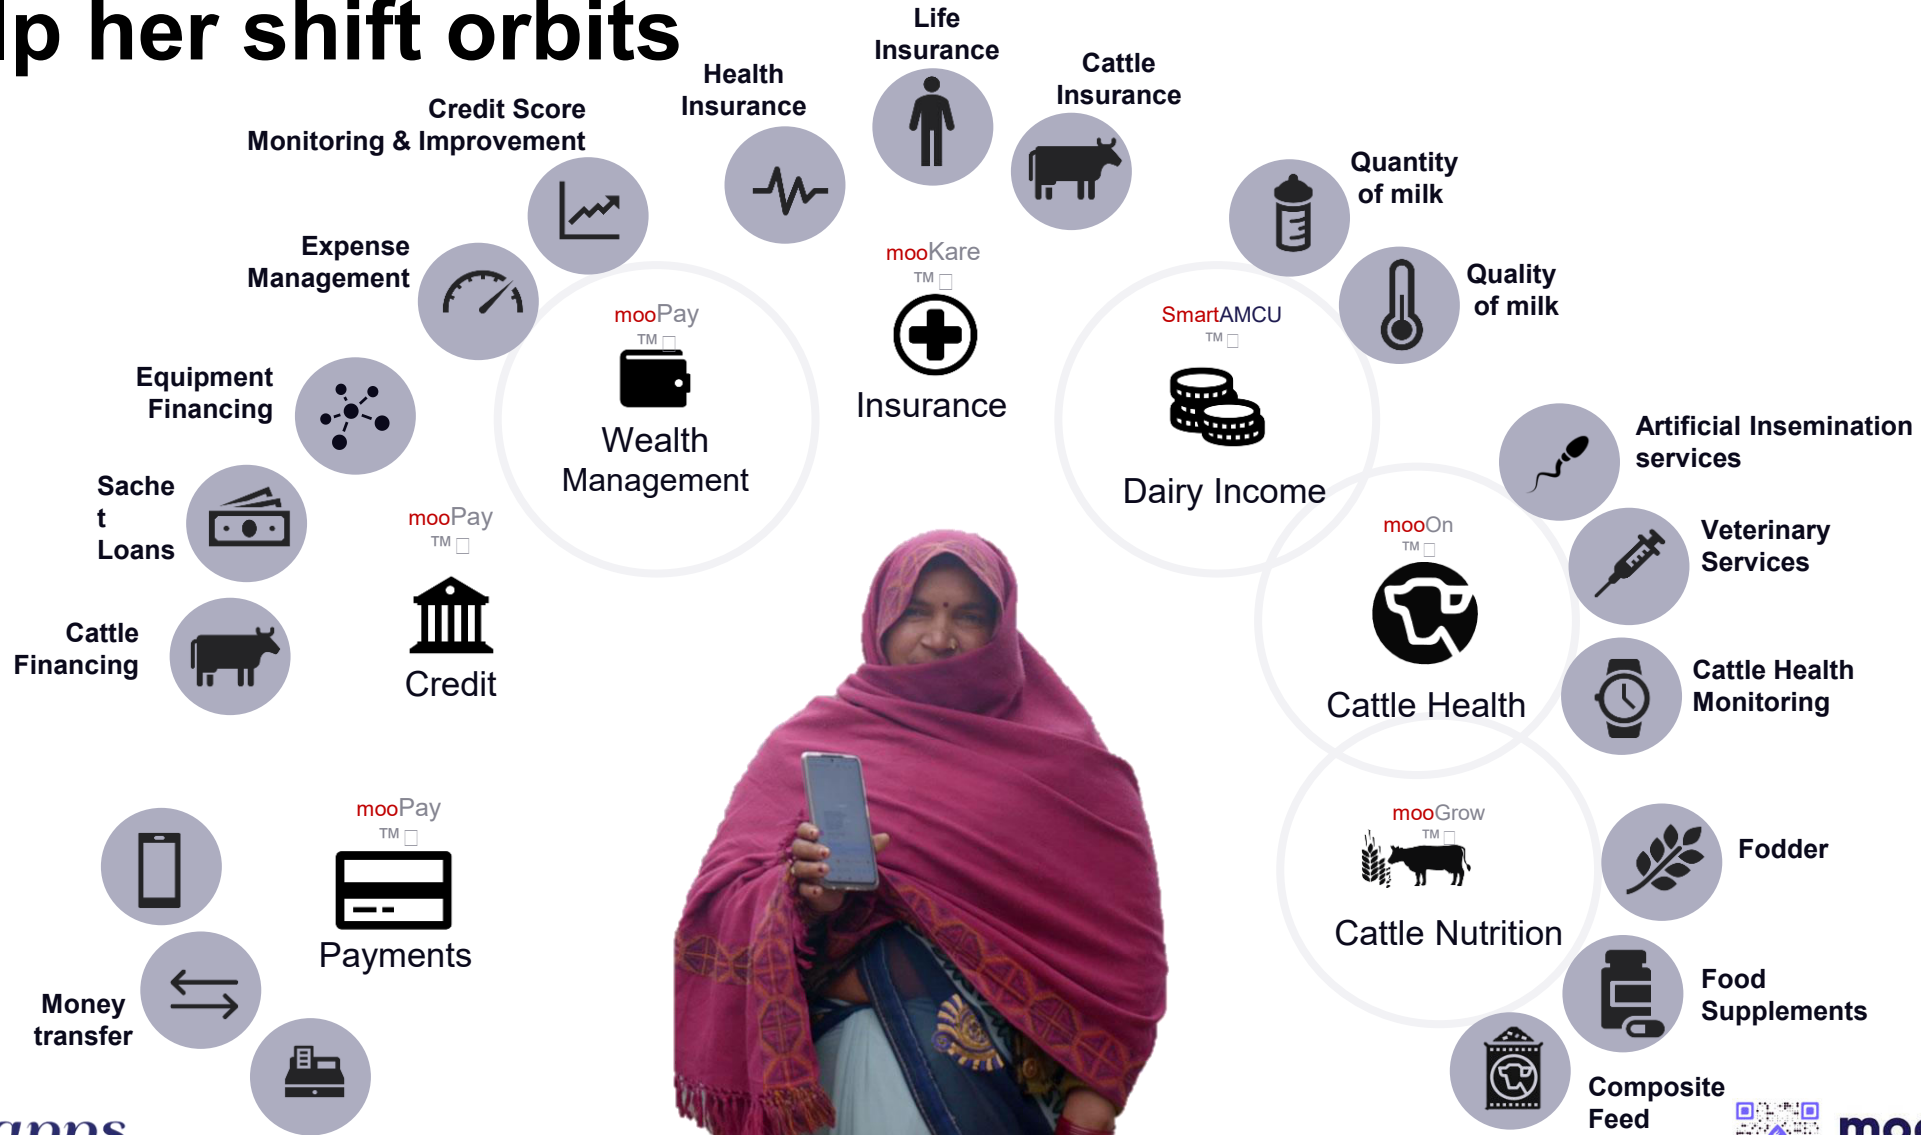 lp her shift orbits
Life
Insurance
Health
Insurance
Cattle
Insurance
Credit Score
Monitoring & Improvement
Quantity
of milk
Expense
Management
Quality
of milk
mooKare
TM
Insurance
mooPay
TM
Wealth
Management
SmartAMCU
TM
Dairy Income
Equipment
Financing
Artificial Insemination
services
Sache
t
Loans
mooPay
TM
Credit
mooOn
TM
Cattle Health
Veterinary
Services
Cattle
Financing
Cattle Health
Monitoring
mooPay
TM
Payments
mooGrow
TM
Cattle Nutrition
Fodder
Money
transfer
Food
Supplements
Composite
Feed
apps
moo